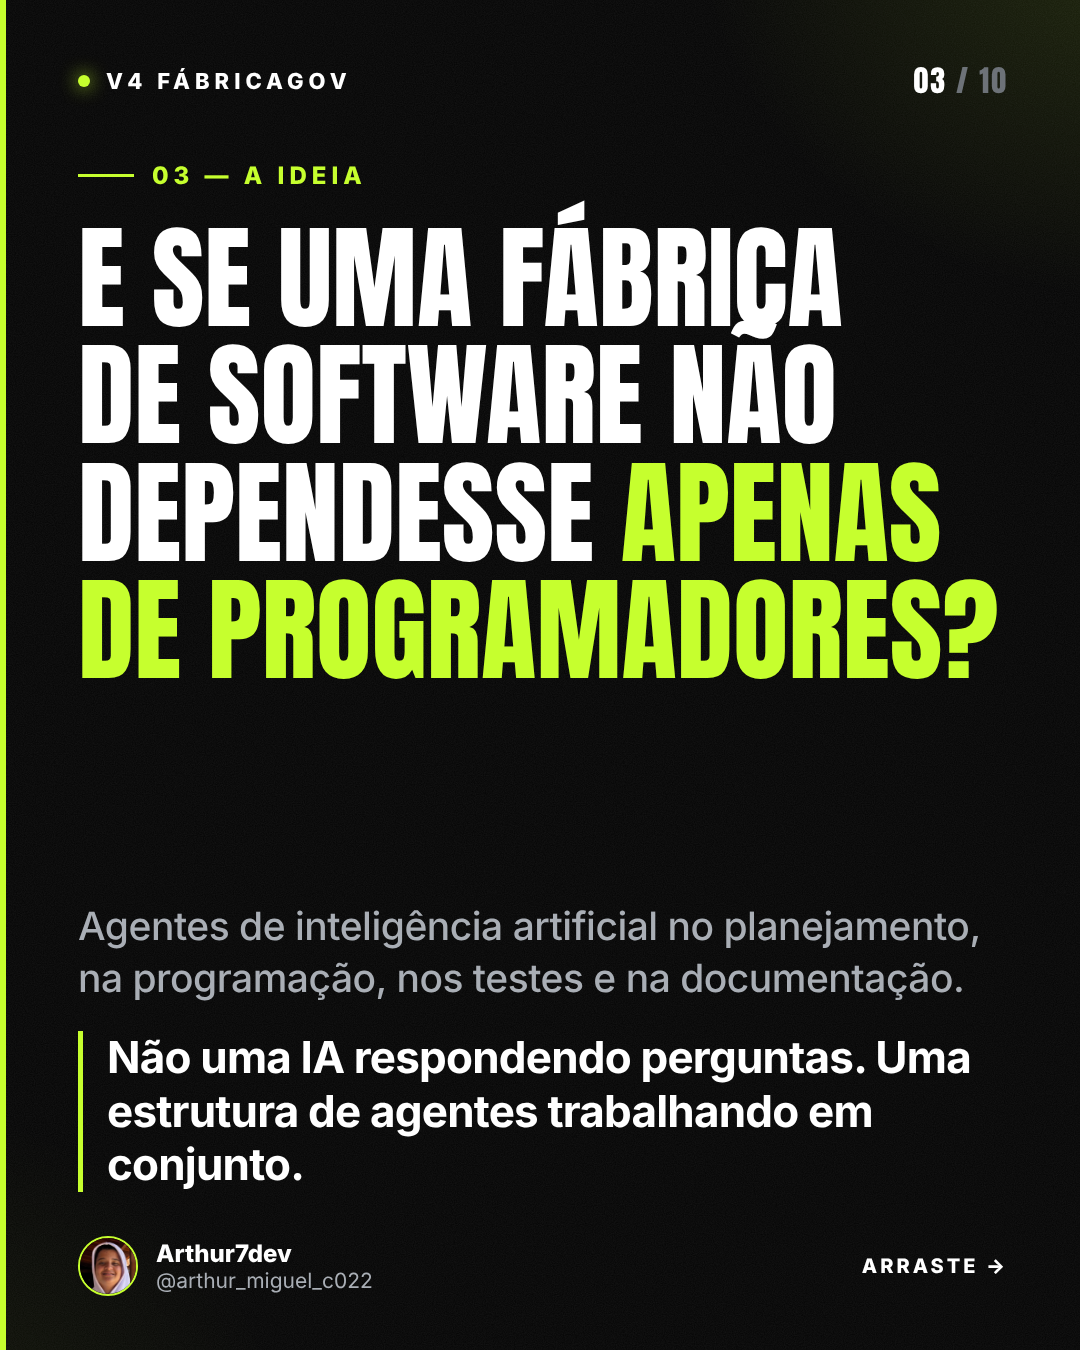 V4 FÁBRICAGOV
03 / 10
03 — A IDEIA
E SE UMA FÁBRICA
DE SOFTWARE NÃO
DEPENDESSE APENAS
DE PROGRAMADORES?
Agentes de inteligência artificial no planejamento,
na programação, nos testes e na documentação.
Não uma IA respondendo perguntas. Uma
estrutura de agentes trabalhando em
conjunto.
Arthur7dev
@arthur_miguel_c022
ARRASTE →